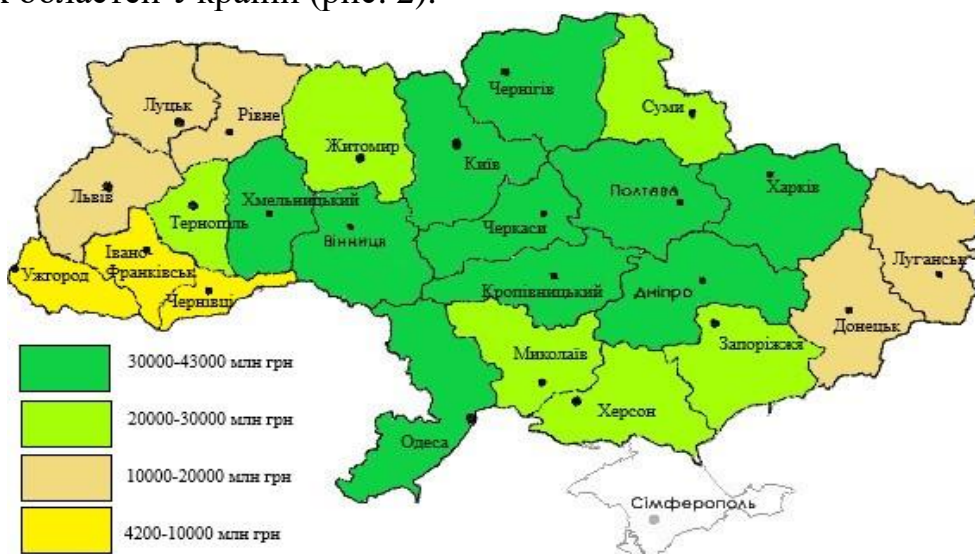 областей України (рис. 2).
Чернігів
Луцьк
Рівне
Суми
Житомир
Київ
Львів
Хмельницький
Полтава
Харків
Тернопіль
Черкаси
Вінниця
Івано
Франківськ
Ужгород
Луганськ
Чернівці
Кропівницький
Дніпро
Донецьк
Запоріжжя
Миколаїв
Херсон
Одеса
Сімферополь
30000-43000 млн грн
20000-30000 млн грн
10000-20000 млн грн
4200-10000 млн грн